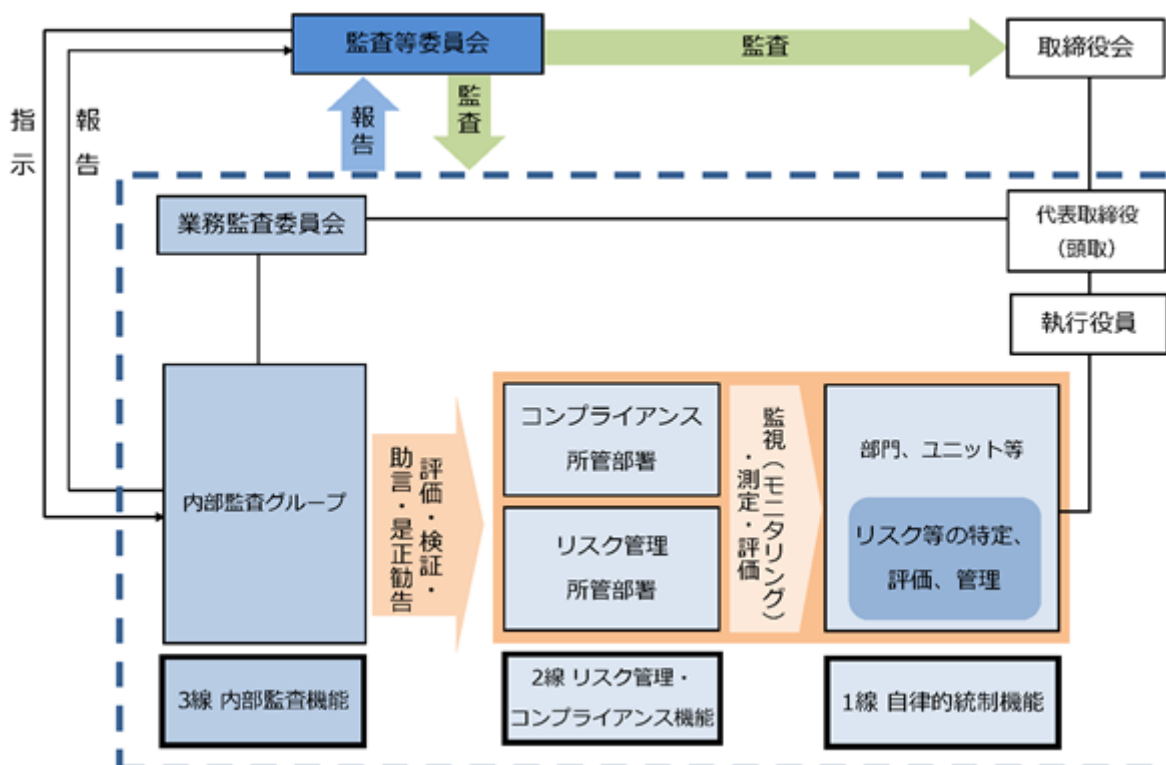 監査等委員会
監査
取締役会
指示
報告
報告
監査
業務監査委員会
代表取締役
（頭取）
執行役員
内部監査グループ
評価・検証・
助言・是正勧告
コンプライアンス
所管部署
リスク管理
所管部署
監視（モニタリング）
・測定・評価
部門、ユニット等
リスク等の特定、
評価、管理
3線 内部監査機能
2線 リスク管理・
コンプライアンス機能
1線 自律的統制機能